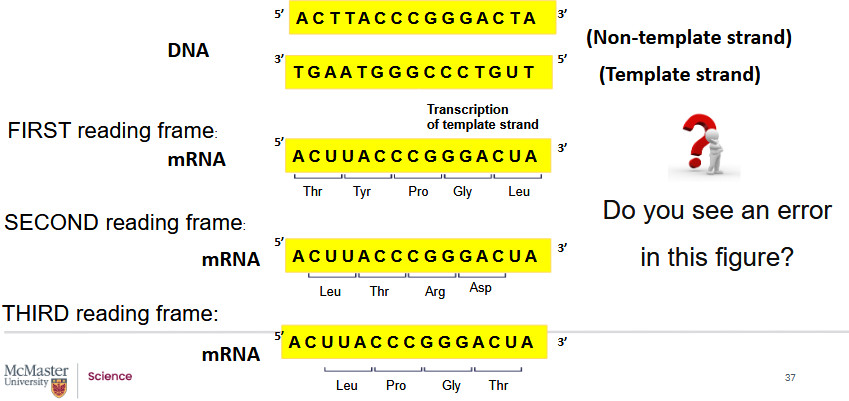 5’ A C T T A C C C G G G A C T A 3’
(Non-template strand)
DNA
3’ T G A A T G G G C C C T G U T 5’
(Template strand)
Transcription
of template strand
FIRST reading frame:
mRNA
5’ A C U U A C C C G G G A C U A 3’
Thr Tyr Pro Gly Leu
Do you see an error
in this figure?
SECOND reading frame:
mRNA
5’ A C U U A C C C G G G A C U A 3’
Leu Thr Arg Asp
THIRD reading frame:
mRNA
5’ A C U U A C C C G G G A C U A 3’
Leu Pro Gly Thr
McMaster
University
Science
37